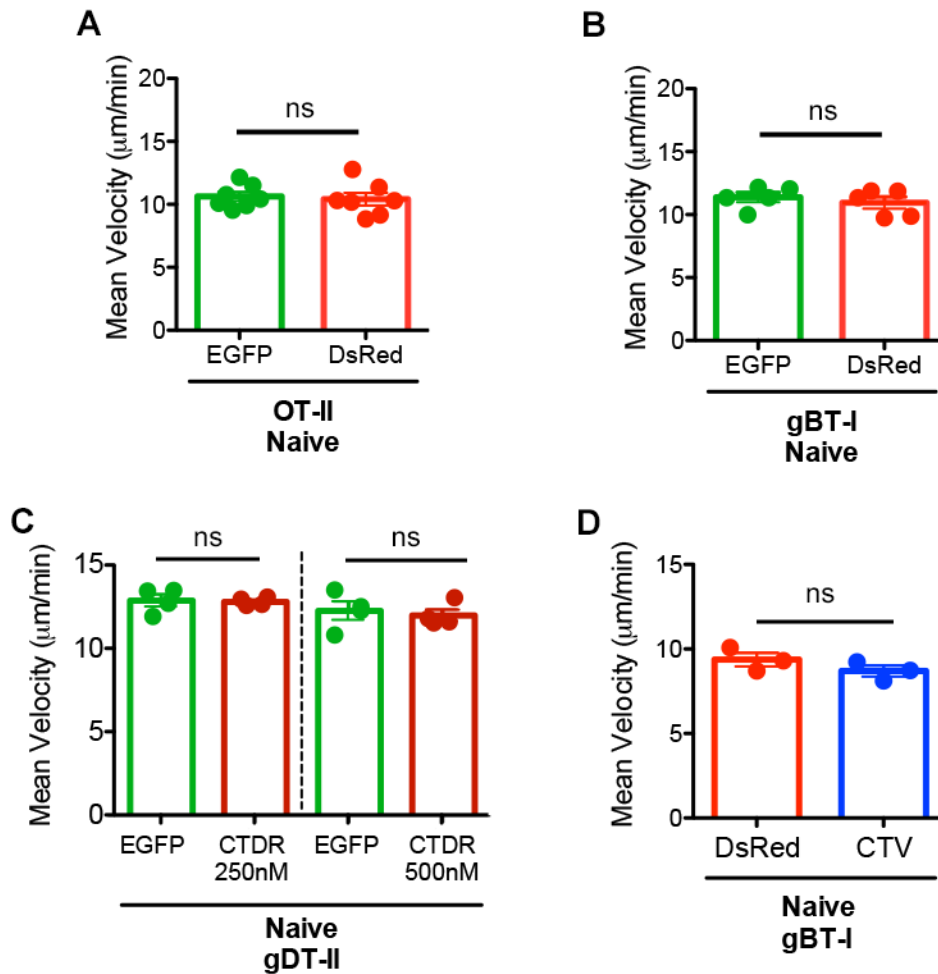 A
Mean Velocity (μm/min)
20
15
10
5
0
ns
EGFP DsRed
OT-II
Naive
B
Mean Velocity (μm/min)
20
15
10
5
0
ns
EGFP DsRed
gBT-I
Naive
C
Mean Velocity (μm/min)
15
10
5
0
ns ns
EGFP CTDR EGFP CTDR
250nM 500nM
Naive
gDT-II
D
Mean Velocity (μm/min)
15
10
5
0
ns
DsRed CTV
Naive
gBT-I